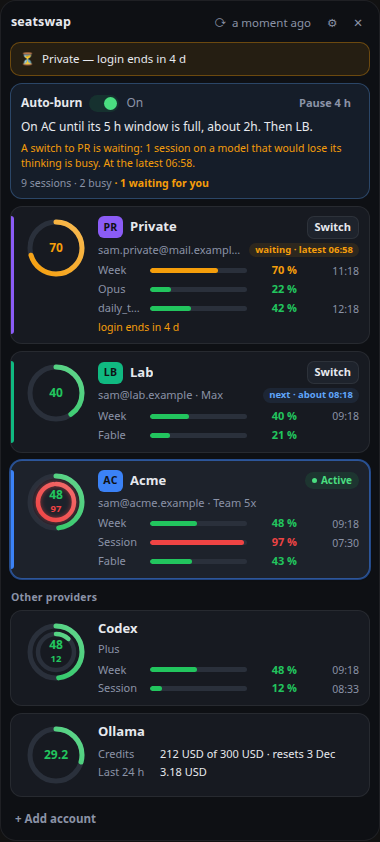 seatswap
a moment ago
Private — login ends in 4 d
Auto-burn On Pause 4 h
On AC until its 5 h window is full, about 2h. Then LB.
A switch to PR is waiting: 1 session on a model that would lose its
thinking is busy. At the latest 06:58.
9 sessions · 2 busy · 1 waiting for you
70
PR Private Switch
sam.private@mail.exampl... waiting · latest 06:58
Week 70 % 11:18
Opus 22 %
daily_t... 42 % 12:18
login ends in 4 d
40
LB Lab Switch
sam@lab.example · Max next · about 08:18
Week 40 % 09:18
Fable 21 %
48
97
AC Acme Active
sam@acme.example · Team 5x
Week 48 % 09:18
Session 97 % 07:30
Fable 43 %
Other providers
48
12
Codex
Plus
Week 48 % 09:18
Session 12 % 08:33
29.2
Ollama
Credits 212 USD of 300 USD · resets 3 Dec
Last 24 h 3.18 USD
+ Add account